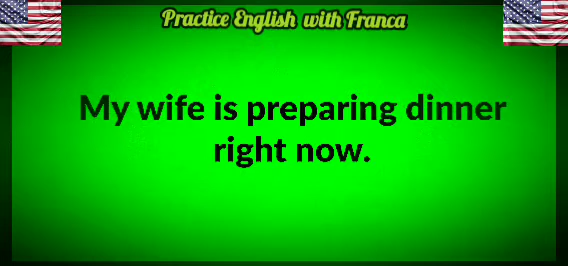 Practice English with Franca
My wife is preparing dinner
right now.